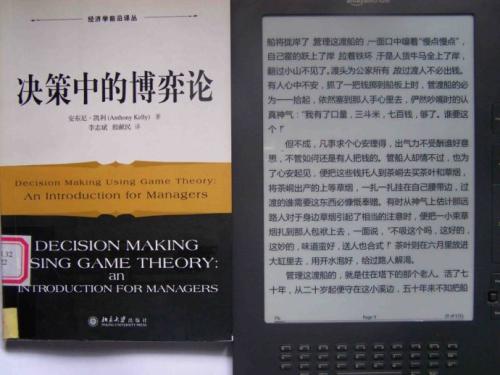 经济学前沿译丛
决策中的博弈论
安东尼·凯利(Anthony Kelly) 著
李志斌 殷献民 译
Decision Making Using Game Theory:
An Introduction for Managers
DECISION MAKING
USING GAME THEORY:
an
INTRODUCTION FOR MANAGERS
北京大学出版社
PEKING UNIVERSITY PRESS
amazon
船将拢岸了，管理这渡船的，一面口中嚷着“慢点慢点”，
自己霍的跃上了岸，拉着铁环，于是人货牛马全上了岸，
翻过小山不见了。渡头为公家所有，故过渡人不必出钱。
有人心中不安，抓了一把钱掷到船板上时，管渡船的必
为一一拾起，依然塞到那人手心里去，俨然吵嘴时的认
真神气：“我有了口量，三斗米，七百钱，够了。谁要这
个！”
但不成，凡事求个心安理得，出气力不受酬谁好意
思，不管如何还是有人把钱的。管船人却情不过，也为
了心安起见，便把这些钱托人到茶峒去买茶叶和草烟，
将茶峒出产的上等草烟，一扎一扎挂在自己腰带边，过
渡的谁需要这东西必慷慨奉赠。有时从神气上估计那远
路人对于身边草烟引起了相当的注意时，便把一小束草
烟扎到那人包袱上去，一面说，“不吸这个吗，这好的，
这妙的，味道蛮好，送人也合式！”茶叶则在六月里放进
大缸里去，用开水泡好，给过路人解渴。
管理这渡船的，就是住在塔下的那个老人。活了七
十年，从二十岁起便守在这小溪边，五十年来不知把船
Page 9